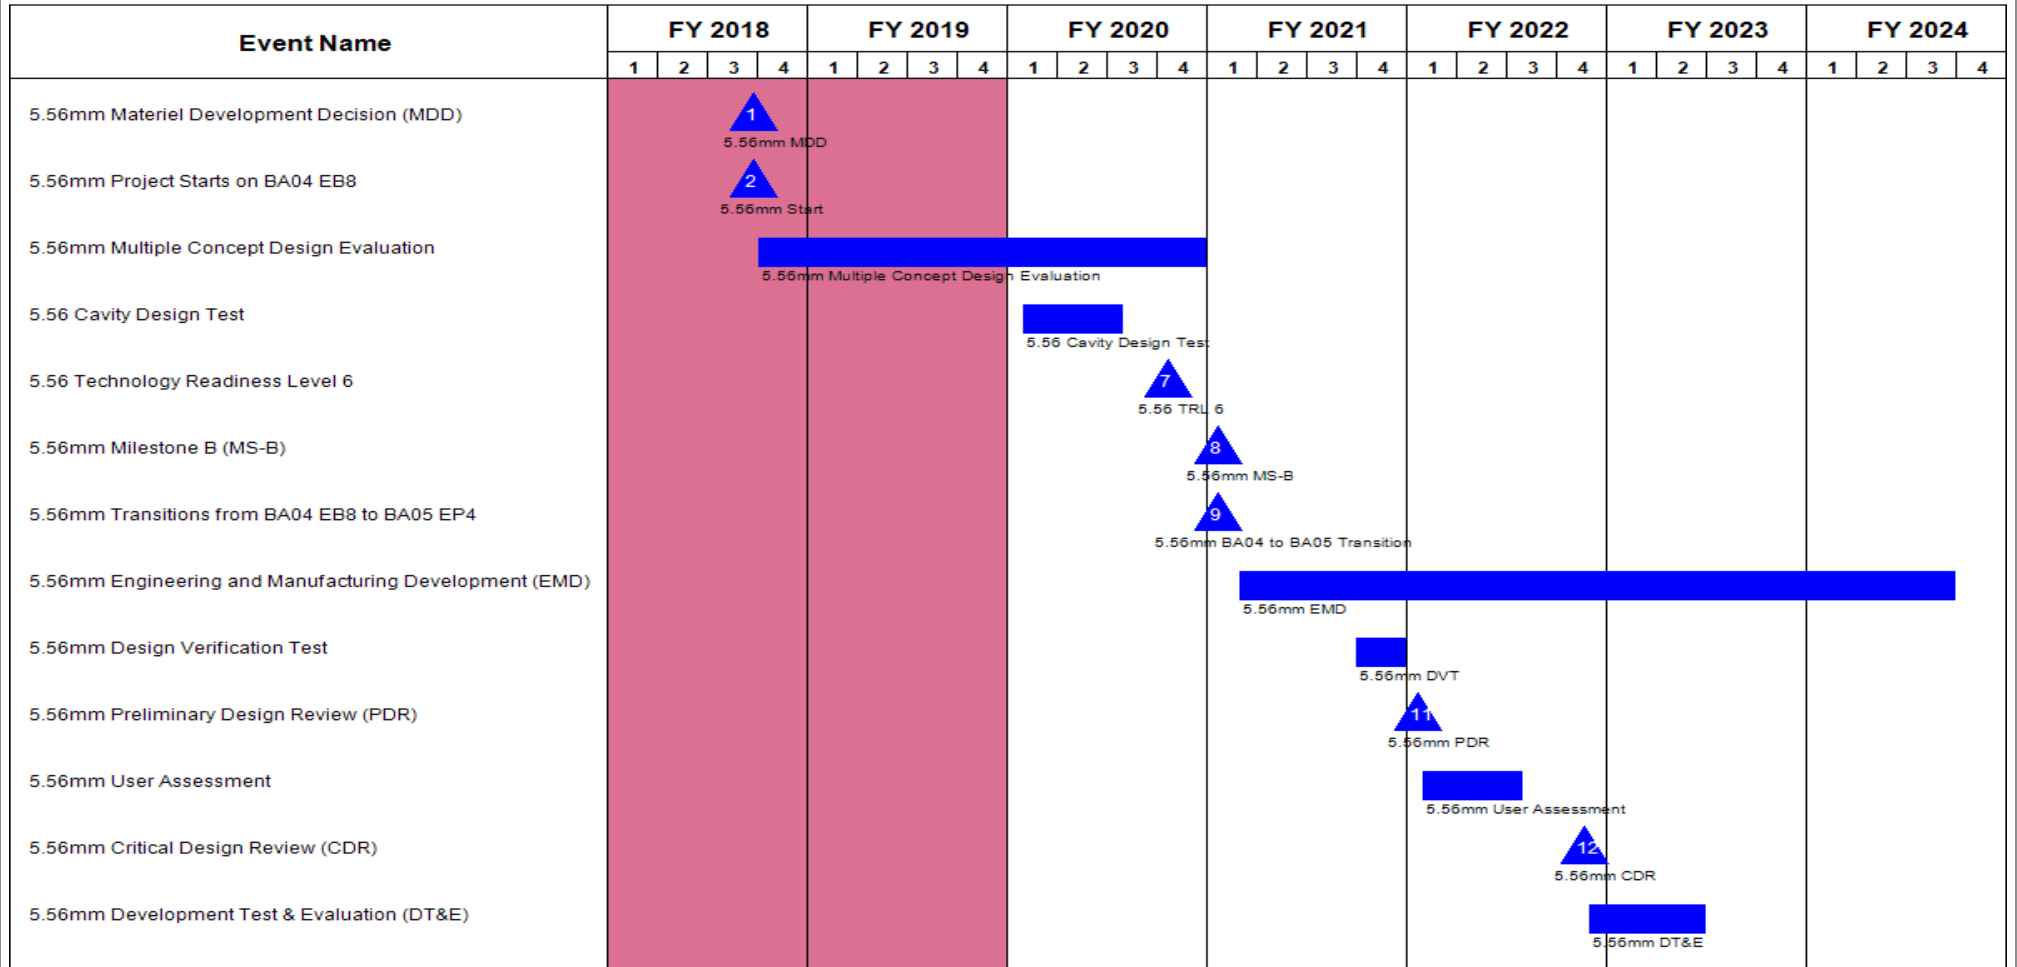 Event Name
FY 2018 FY 2019 FY 2020 FY 2021 FY 2022 FY 2023 FY 2024
1 2 3 4 1 2 3 4 1 2 3 4 1 2 3 4 1 2 3 4 1 2 3 4 1 2 3 4
5.56mm Materiel Development Decision (MDD)
1
5.56mm MDD
5.56mm Project Starts on BA04 EB8
2
5.56mm Start
5.56mm Multiple Concept Design Evaluation
5.56mm Multiple Concept Design Evaluation
5.56 Cavity Design Test
5.56 Cavity Design Test
5.56 Technology Readiness Level 6
7
5.56 TRL 6
5.56mm Milestone B (MS-B)
8
5.56mm MS-B
5.56mm Transitions from BA04 EB8 to BA05 EP4
9
5.56mm BA04 to BA05 Transition
5.56mm Engineering and Manufacturing Development (EMD)
5.56mm EMD
5.56mm Design Verification Test
5.56mm DVT
5.56mm Preliminary Design Review (PDR)
11
5.56mm PDR
5.56mm User Assessment
5.56mm User Assessment
5.56mm Critical Design Review (CDR)
12
5.56mm CDR
5.56mm Development Test & Evaluation (DT&E)
5.56mm DT&E